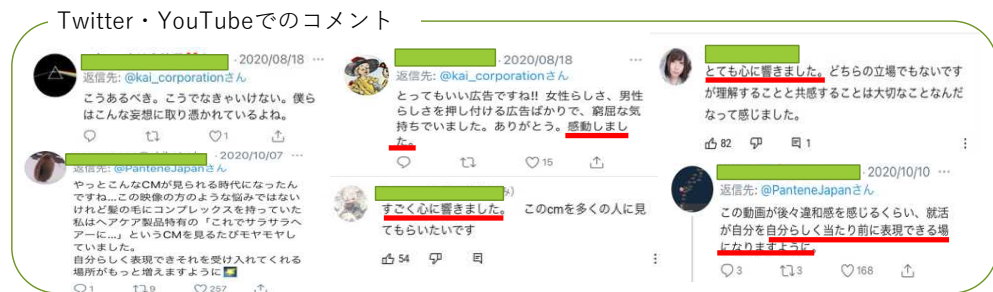 Twitter・YouTubeでのコメント
・2020/08/18 …
返信先: @kai_corporationさん
こうあるべき。こうでなきゃいけない。僕ら
はこんな妄想に取り憑かれているよね。
1
・2020/10/07 …
返信先: @PanteneJapanさん
やっとこんなCMが見られる時代になったん
ですね…この映像の方のような悩みではない
けれど髪の毛にコンプレックスを持っていた
私はヘアケア製品特有の「これでサラサラヘ
アーに…」というCMを見るたびモヤモヤし
ていました。
自分らしく表現できそれを受け入れてくれる
場所がもっと増えますように
1 9 257
・2020/08/18 …
返信先: @kai_corporationさん
とってもいい広告ですね!! 女性らしさ、男性
らしさを押し付ける広告ばかりで、窮屈な気
持ちでいました。ありがとう。感動しまし
た。
15
すごく心に響きました。 このcmを多くの人に見
てもらいたいです
54
とても心に響きました。どちらの立場でもないです
が理解することと共感することは大切なことなんだ
なって感じました。
82 1
・2020/10/10 …
返信先: @PanteneJapanさん
この動画が後々違和感を感じるくらい、就活
が自分を自分らしく当たり前に表現できる場
になりますように。
3 3 168